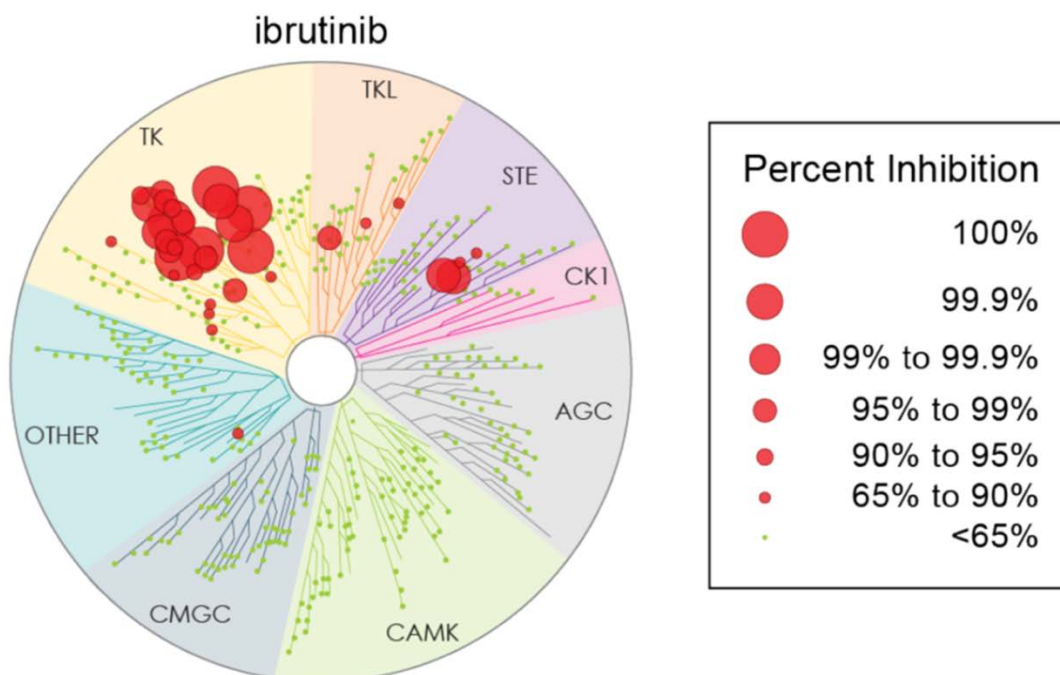 ibrutinib
TKL
TK
STE
CK1
AGC
OTHER
CMGC
CAMK
Percent Inhibition
100%
99.9%
99% to 99.9%
95% to 99%
90% to 95%
65% to 90%
<65%